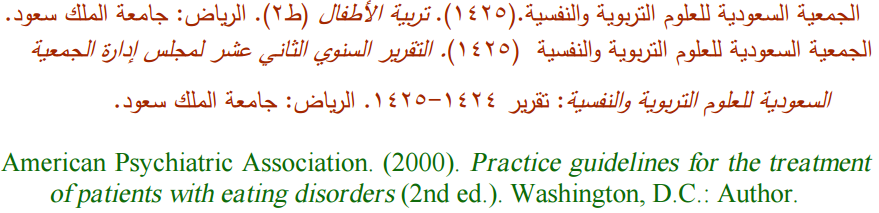 الجمعية السعودية للعلوم التربوية والنفسية.(١٤٢٥). تربية الأطفال (ط٢). الرياض: جامعة الملك سعود..
الجمعية السعودية للعلوم التربوية والنفسية (١٤٢٥). التقرير السنوي الثاني عشر لمجلس إدارة الجمعية
السعودية للعلوم التربوية والنفسية: تقرير ١٤٢٤-١٤٢٥. الرياض: جامعة الملك سعود.
American Psychiatric Association. (2000). Practice guidelines for the treatment
of patients with eating disorders (2nd ed.). Washington, D.C.: Author.